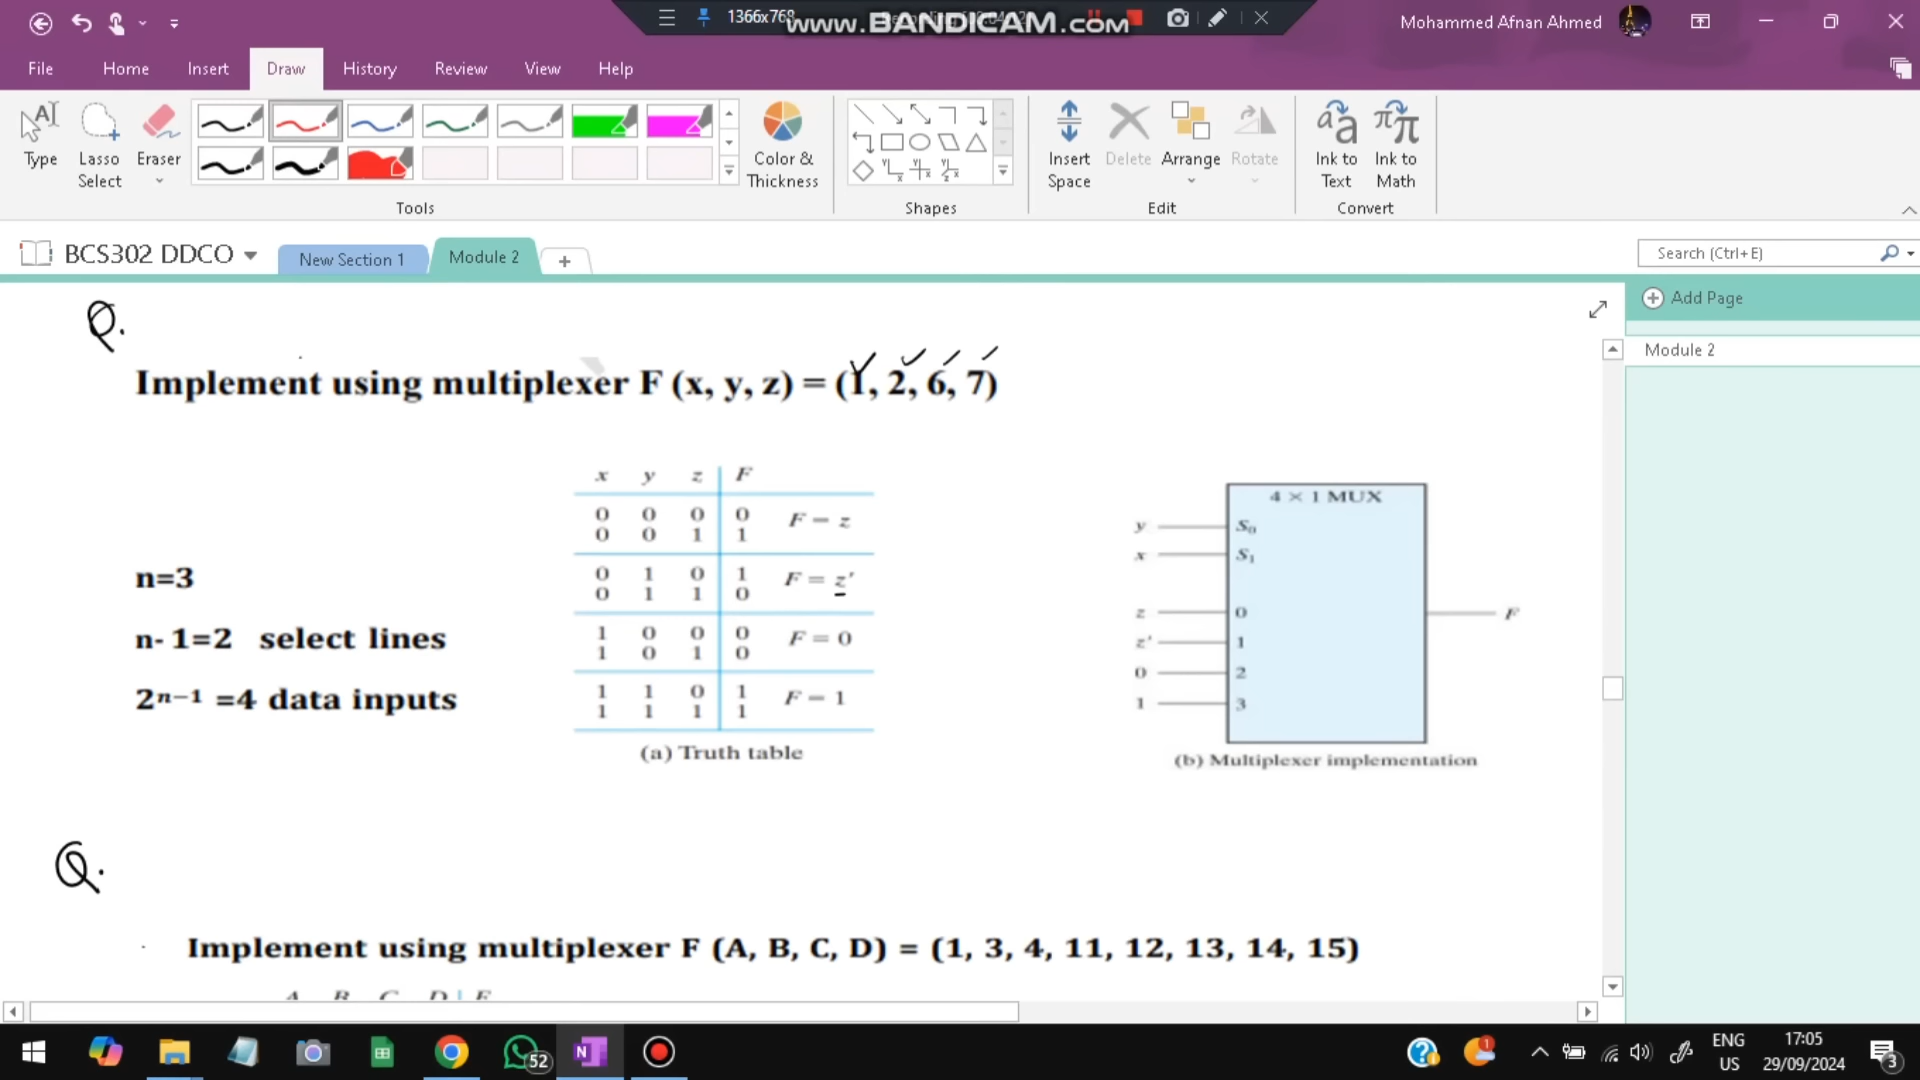 1366x768
www.BANDICAM.com
Mohammed Afnan Ahmed
File Home Insert Draw History Review View Help
Type
Lasso Select
Eraser
Color & Thickness
Insert Space
Delete
Arrange
Rotate
Ink to Text
Ink to Math
Tools
Shapes
Edit
Convert
BCS302 DDCO
New Section 1
Module 2
Search (Ctrl+E)
Add Page
Module 2
Q.
Implement using multiplexer F (x, y, z) = (1, 2, 6, 7)
n=3
n- 1=2 select lines
2ⁿ⁻¹ =4 data inputs
x y z F
0 0 0 0 F = z
0 0 1 1
0 1 0 1 F = z'
0 1 1 0
1 0 0 0 F = 0
1 0 1 0
1 1 0 1 F = 1
1 1 1 1
(a) Truth table
4 × 1 MUX
y S₀
x S₁
z 0
F
z' 1
0 2
1 3
(b) Multiplexer implementation
Q.
Implement using multiplexer F (A, B, C, D) = (1, 3, 4, 11, 12, 13, 14, 15)
A B C D F
52
1
ENG
US
17:05
29/09/2024
3